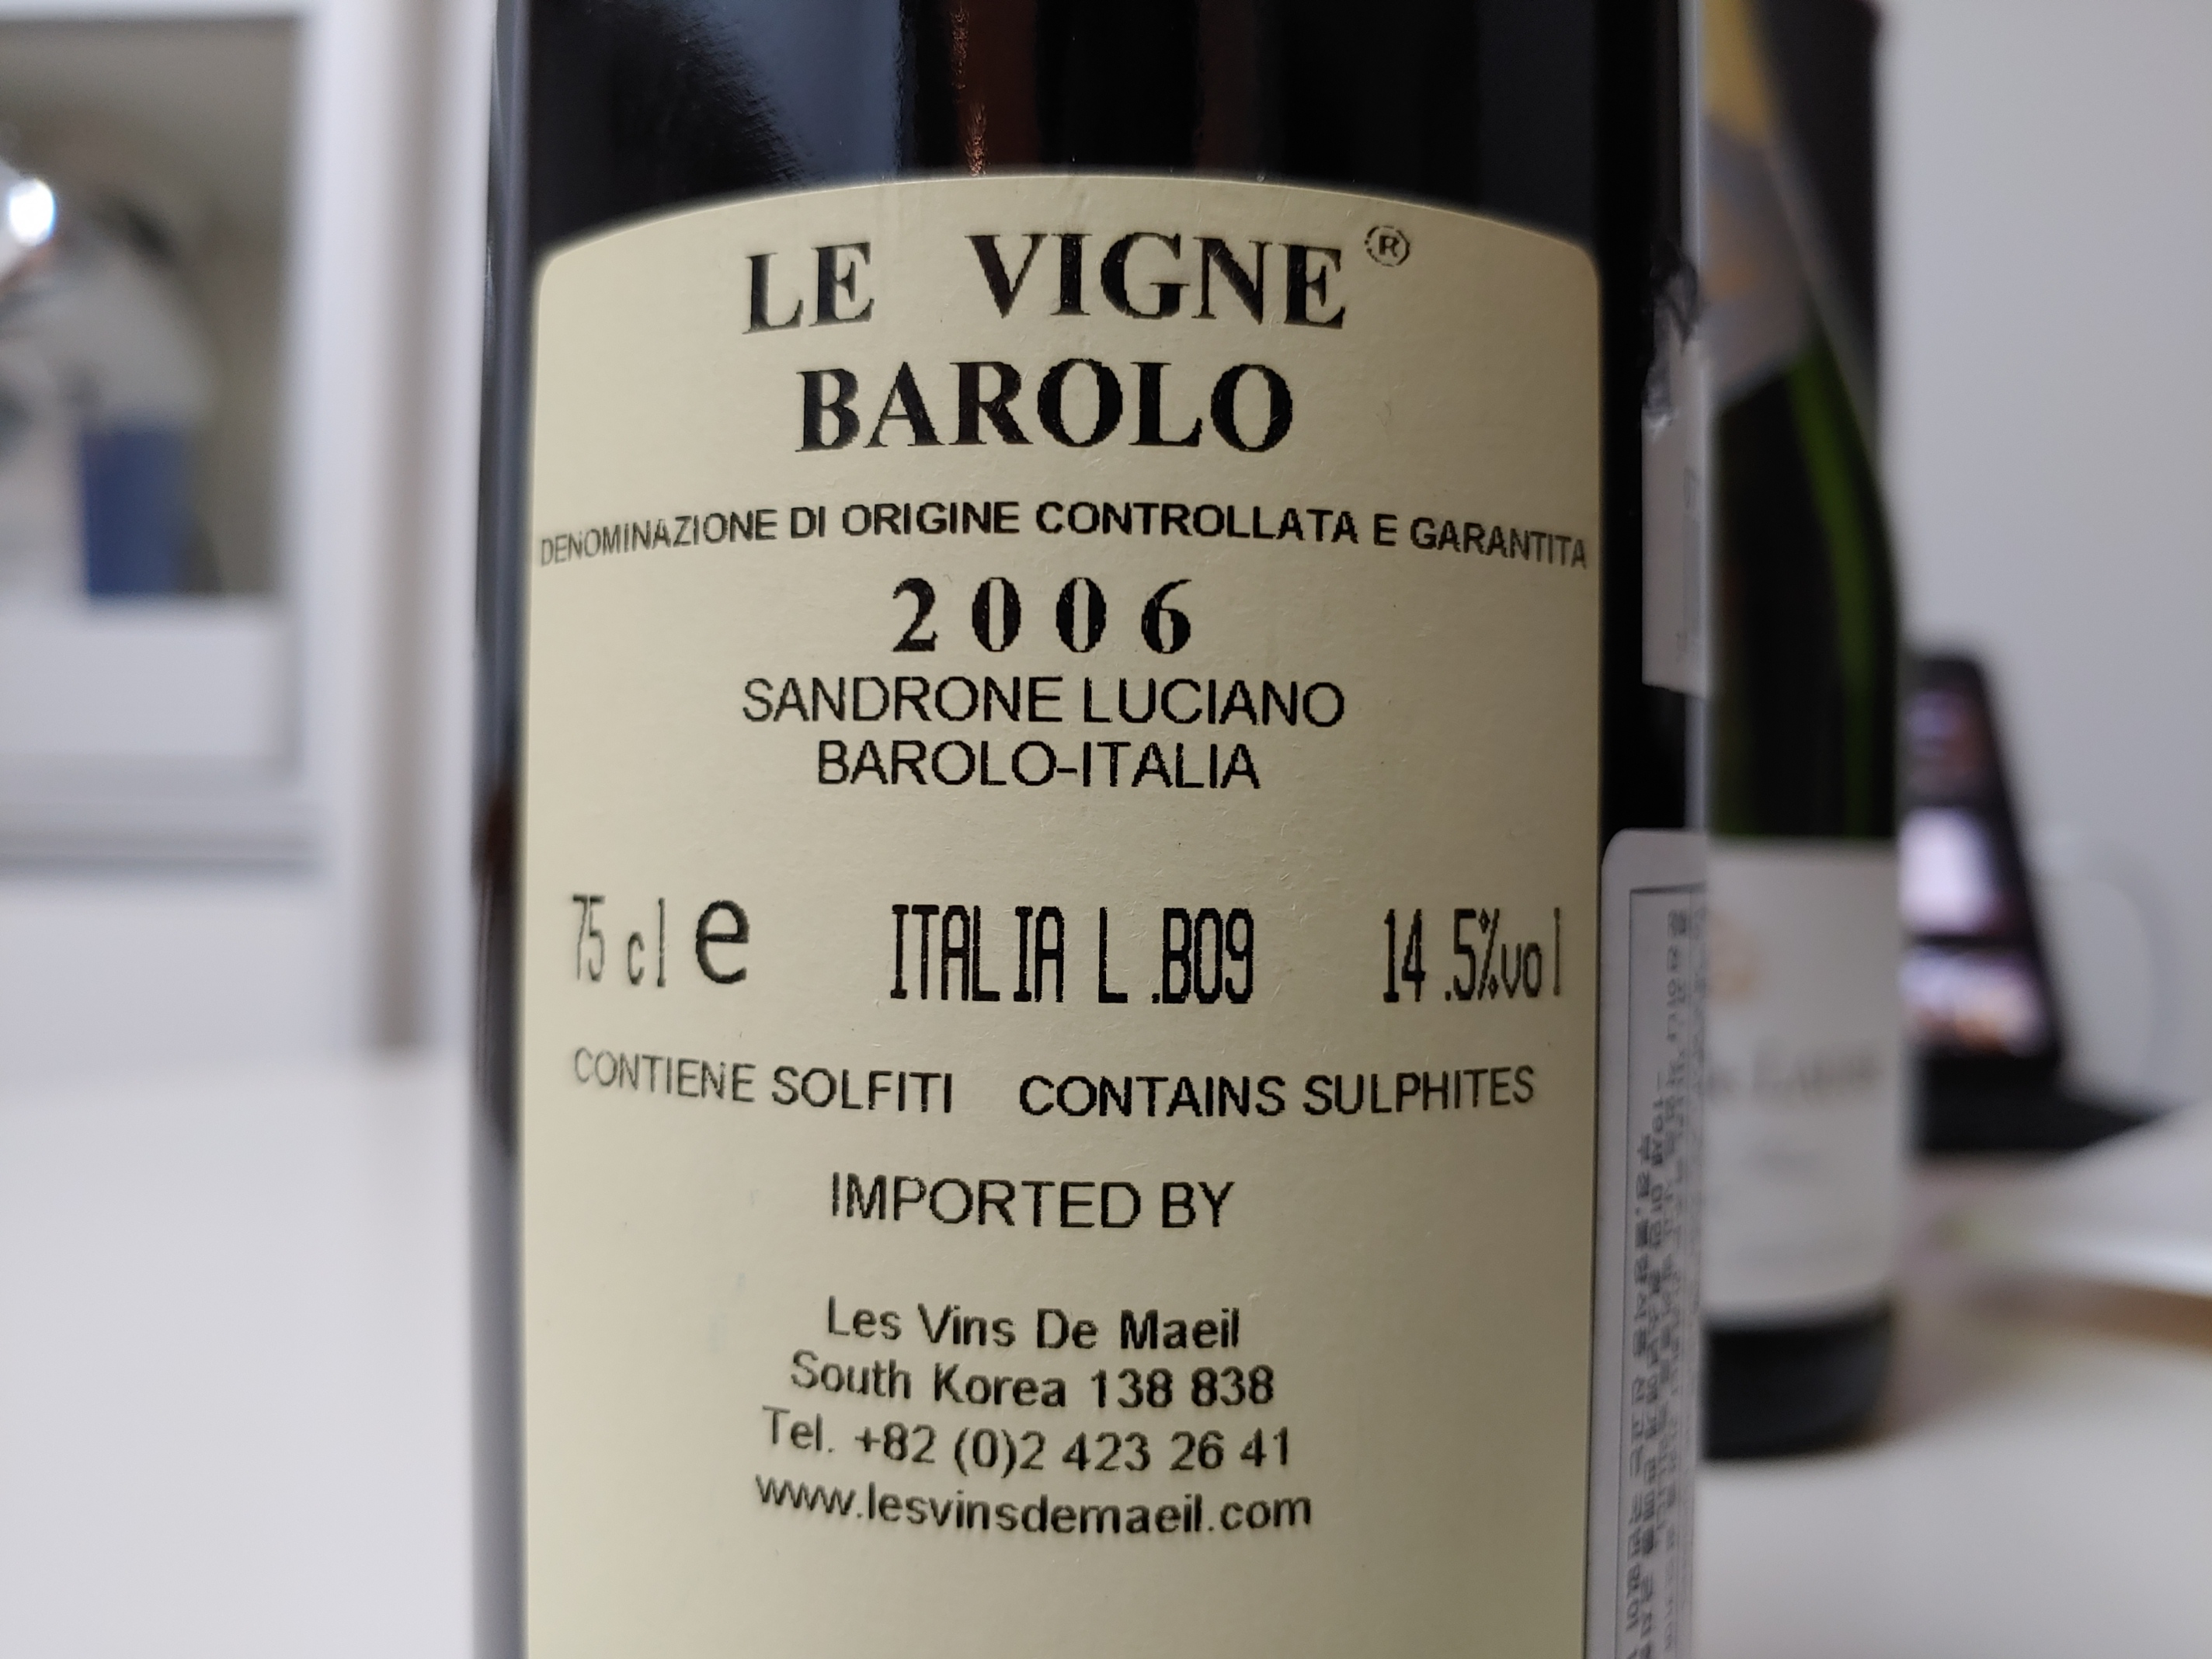 LE VIGNE®
BAROLO
DENOMINAZIONE DI ORIGINE CONTROLLATA E GARANTITA
2006
SANDRONE LUCIANO
BAROLO-ITALIA
75 cl e ITALIA L.B09 14.5%vol
CONTIENE SOLFITI CONTAINS SULPHITES
IMPORTED BY
Les Vins De Maeil
South Korea 138 838
Tel. +82 (0)2 423 26 41
www.lesvinsdemaeil.com